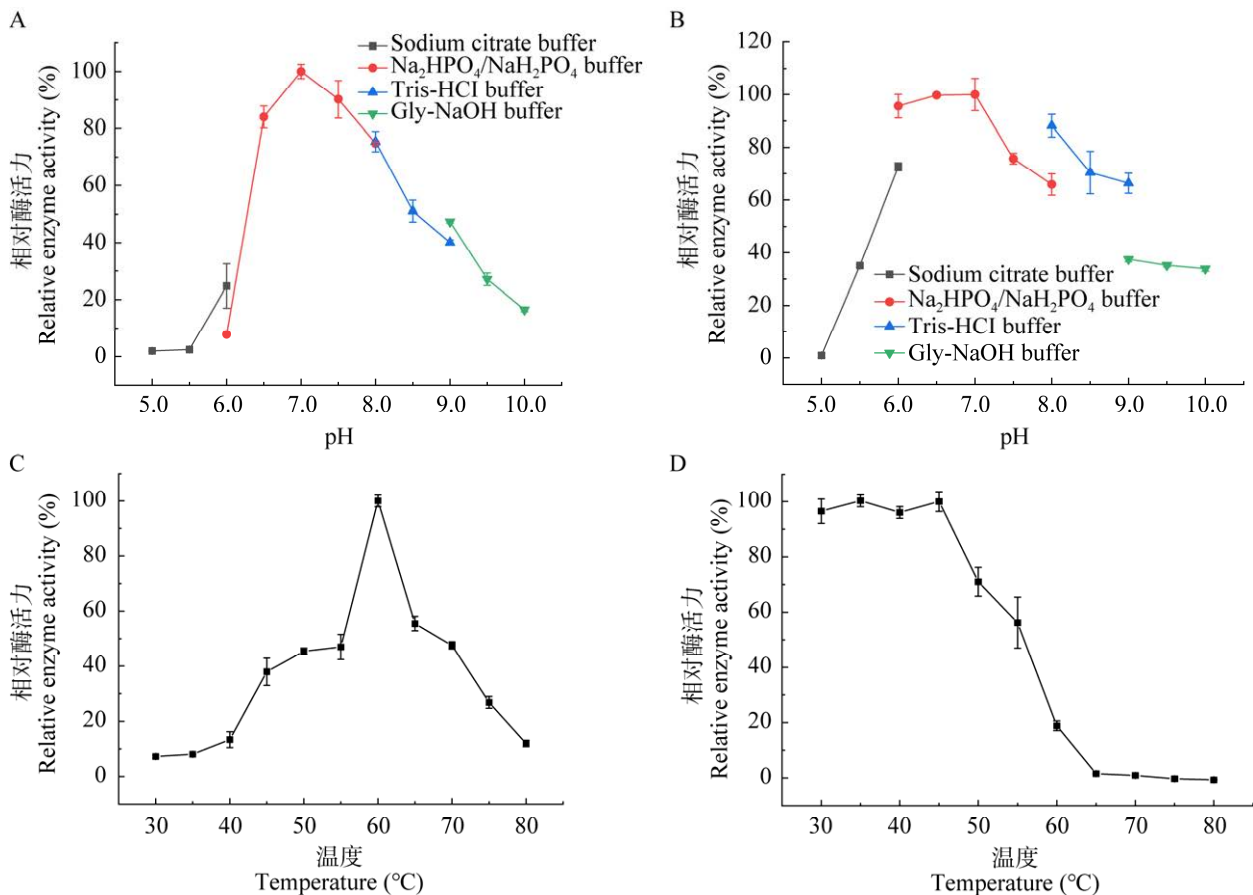 A
相对酶活力
Relative enzyme activity (%)
100
80
60
40
20
0
Sodium citrate buffer
Na₂HPO₄/NaH₂PO₄ buffer
Tris-HCI buffer
Gly-NaOH buffer
5.0 6.0 7.0 8.0 9.0 10.0
pH
B
相对酶活力
Relative enzyme activity (%)
120
100
80
60
40
20
0
Sodium citrate buffer
Na₂HPO₄/NaH₂PO₄ buffer
Tris-HCI buffer
Gly-NaOH buffer
5.0 6.0 7.0 8.0 9.0 10.0
pH
C
相对酶活力
Relative enzyme activity (%)
100
80
60
40
20
0
30 40 50 60 70 80
温度
Temperature (℃)
D
相对酶活力
Relative enzyme activity (%)
100
80
60
40
20
0
30 40 50 60 70 80
温度
Temperature (℃)